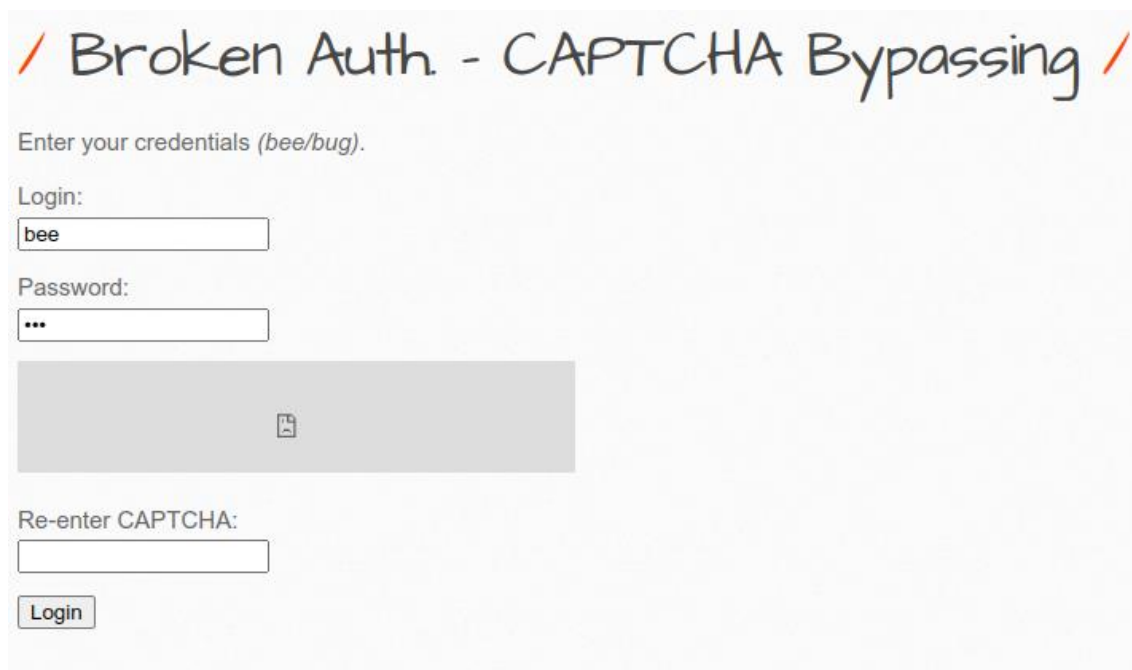 / Broken Auth. - CAPTCHA Bypassing /
Enter your credentials (bee/bug).
Login:
bee
Password:
•••
Re-enter CAPTCHA:
Login